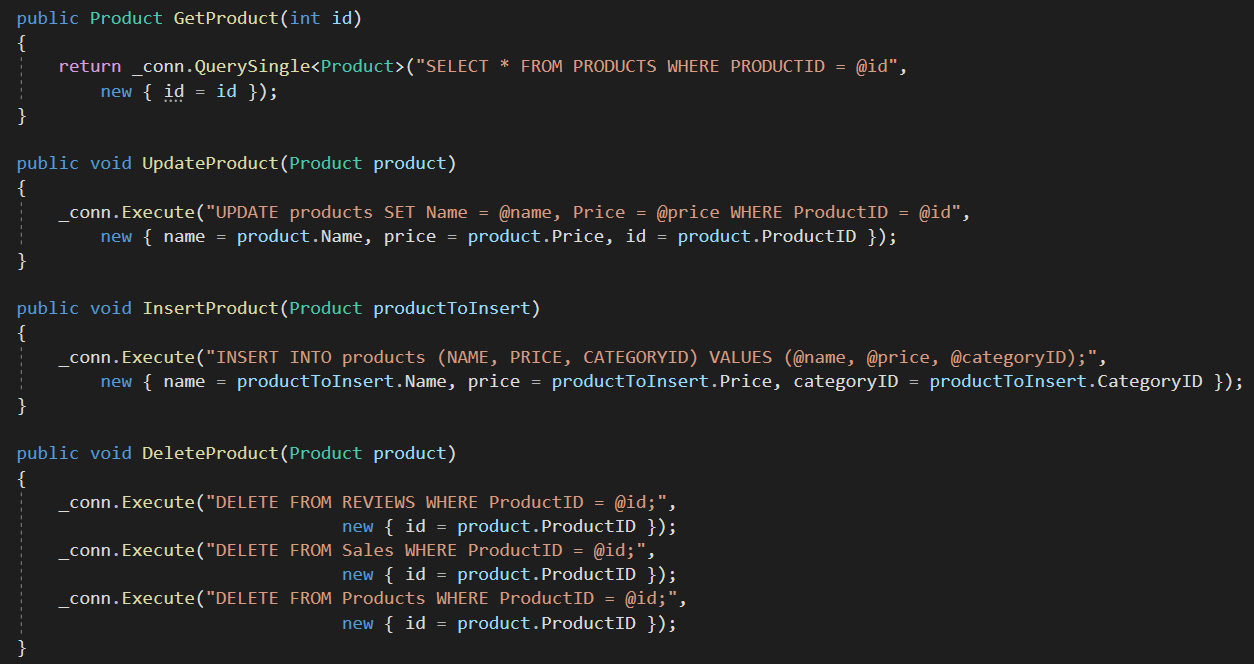 public Product GetProduct(int id)
{
return _conn.QuerySingle<Product>("SELECT * FROM PRODUCTS WHERE PRODUCTID = @id",
new { id = id });
}
public void UpdateProduct(Product product)
{
_conn.Execute("UPDATE products SET Name = @name, Price = @price WHERE ProductID = @id",
new { name = product.Name, price = product.Price, id = product.ProductID });
}
public void InsertProduct(Product productToInsert)
{
_conn.Execute("INSERT INTO products (NAME, PRICE, CATEGORYID) VALUES (@name, @price, @categoryID);",
new { name = productToInsert.Name, price = productToInsert.Price, categoryID = productToInsert.CategoryID });
}
public void DeleteProduct(Product product)
{
_conn.Execute("DELETE FROM REVIEWS WHERE ProductID = @id;",
new { id = product.ProductID });
_conn.Execute("DELETE FROM Sales WHERE ProductID = @id;",
new { id = product.ProductID });
_conn.Execute("DELETE FROM Products WHERE ProductID = @id;",
new { id = product.ProductID });
}